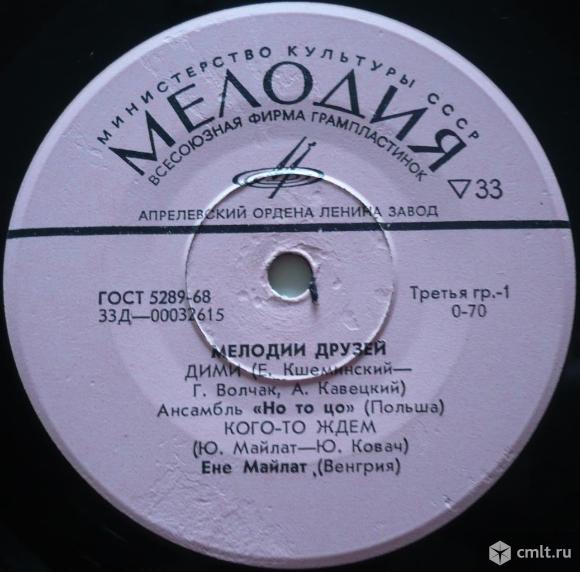 МИНИСТЕРСТВО КУЛЬТУРЫ СССР
МЕЛОДИЯ
ВСЕСОЮЗНАЯ ФИРМА ГРАМПЛАСТИНОК
▽33
АПРЕЛЕВСКИЙ ОРДЕНА ЛЕНИНА ЗАВОД
ГОСТ 5289-68
33Д—00032615
Третья гр.-1
0-70
МЕЛОДИИ ДРУЗЕЙ
ДИМИ (Е. Кшеминский—
Г. Волчак, А. Кавецкий)
Ансамбль «Но то цо» (Польша)
КОГО-ТО ЖДЕМ
(Ю. Майлат—Ю. Ковач)
Ене Майлат (Венгрия)
cmlt.ru